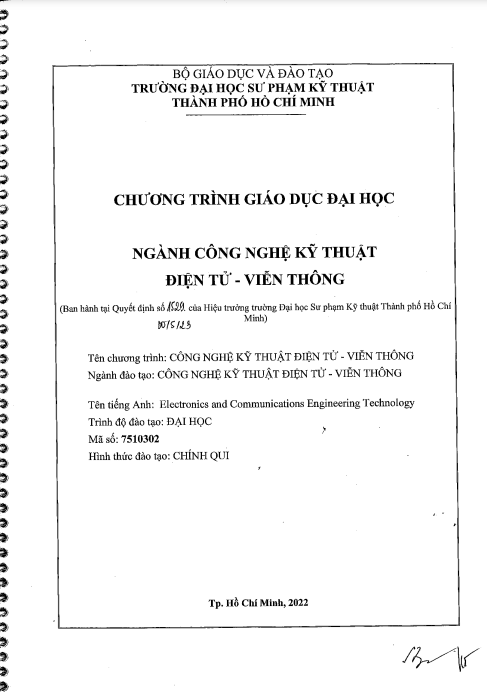 BỘ GIÁO DỤC VÀ ĐÀO TẠO
TRƯỜNG ĐẠI HỌC SƯ PHẠM KỸ THUẬT
THÀNH PHỐ HỒ CHÍ MINH
CHƯƠNG TRÌNH GIÁO DỤC ĐẠI HỌC
NGÀNH CÔNG NGHỆ KỸ THUẬT
ĐIỆN TỬ - VIỄN THÔNG
(Ban hành tại Quyết định số 1529 của Hiệu trưởng trường Đại học Sư phạm Kỹ thuật Thành phố Hồ Chí
Minh)
Tên chương trình: CÔNG NGHỆ KỸ THUẬT ĐIỆN TỬ - VIỄN THÔNG
Ngành đào tạo: CÔNG NGHỆ KỸ THUẬT ĐIỆN TỬ - VIỄN THÔNG
Tên tiếng Anh: Electronics and Communications Engineering Technology
Trình độ đào tạo: ĐẠI HỌC
Mã số: 7510302
Hình thức đào tạo: CHÍNH QUI
Tp. Hồ Chí Minh, 2022